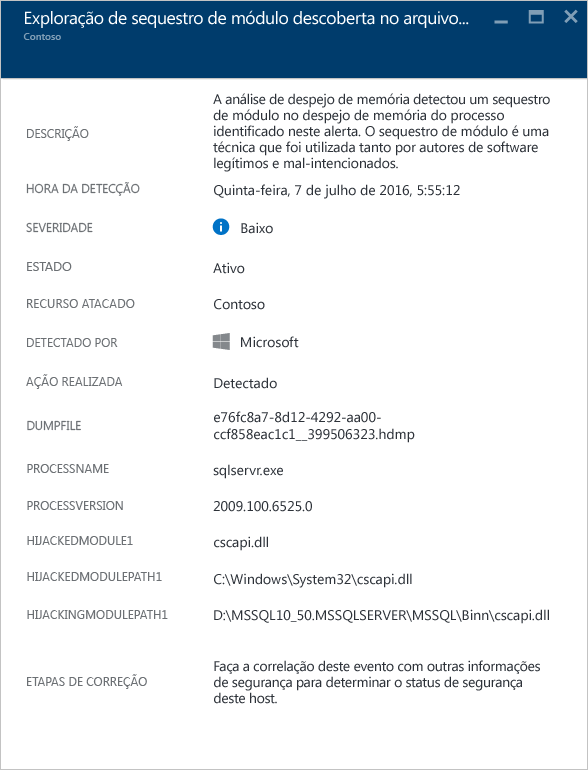 Exploração de sequestro de módulo descoberta no arquivo...
Contoso
DESCRIÇÃO
A análise de despejo de memória detectou um sequestro
de módulo no despejo de memória do processo
identificado neste alerta. O sequestro de módulo é uma
técnica que foi utilizada tanto por autores de software
legítimos e mal-intencionados.
HORA DA DETECÇÃO
Quinta-feira, 7 de julho de 2016, 5:55:12
SEVERIDADE
Baixo
ESTADO
Ativo
RECURSO ATACADO
Contoso
DETECTADO POR
Microsoft
AÇÃO REALIZADA
Detectado
DUMPFILE
e76fc8a7-8d12-4292-aa00-
ccf858eac1c1__399506323.hdmp
PROCESSNAME
sqlservr.exe
PROCESSVERSION
2009.100.6525.0
HIJACKEDMODULE1
cscapi.dll
HIJACKEDMODULEPATH1
C:\Windows\System32\cscapi.dll
HIJACKINGMODULEPATH1
D:\MSSQL10_50.MSSQLSERVER\MSSQL\Binn\cscapi.dll
ETAPAS DE CORREÇÃO
Faça a correlação deste evento com outras informações
de segurança para determinar o status de segurança
deste host.